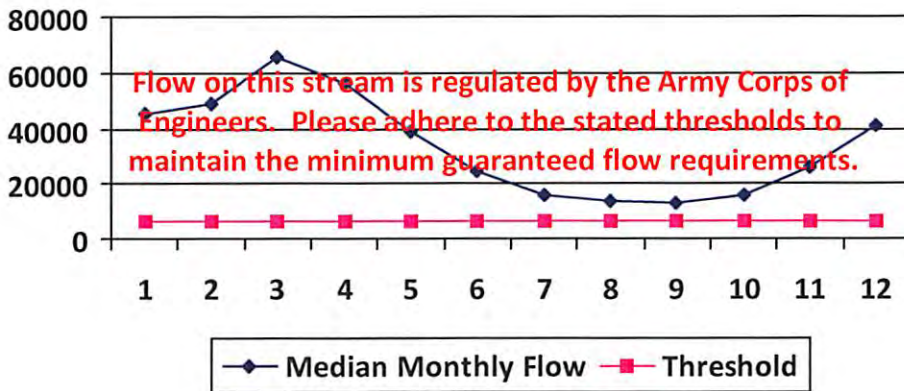 80000
60000
40000
20000
0
Flow on this stream is regulated by the Army Corps of
Engineers. Please adhere to the stated thresholds to
maintain the minimum guaranteed flow requirements.
1 2 3 4 5 6 7 8 9 10 11 12
Median Monthly Flow Threshold